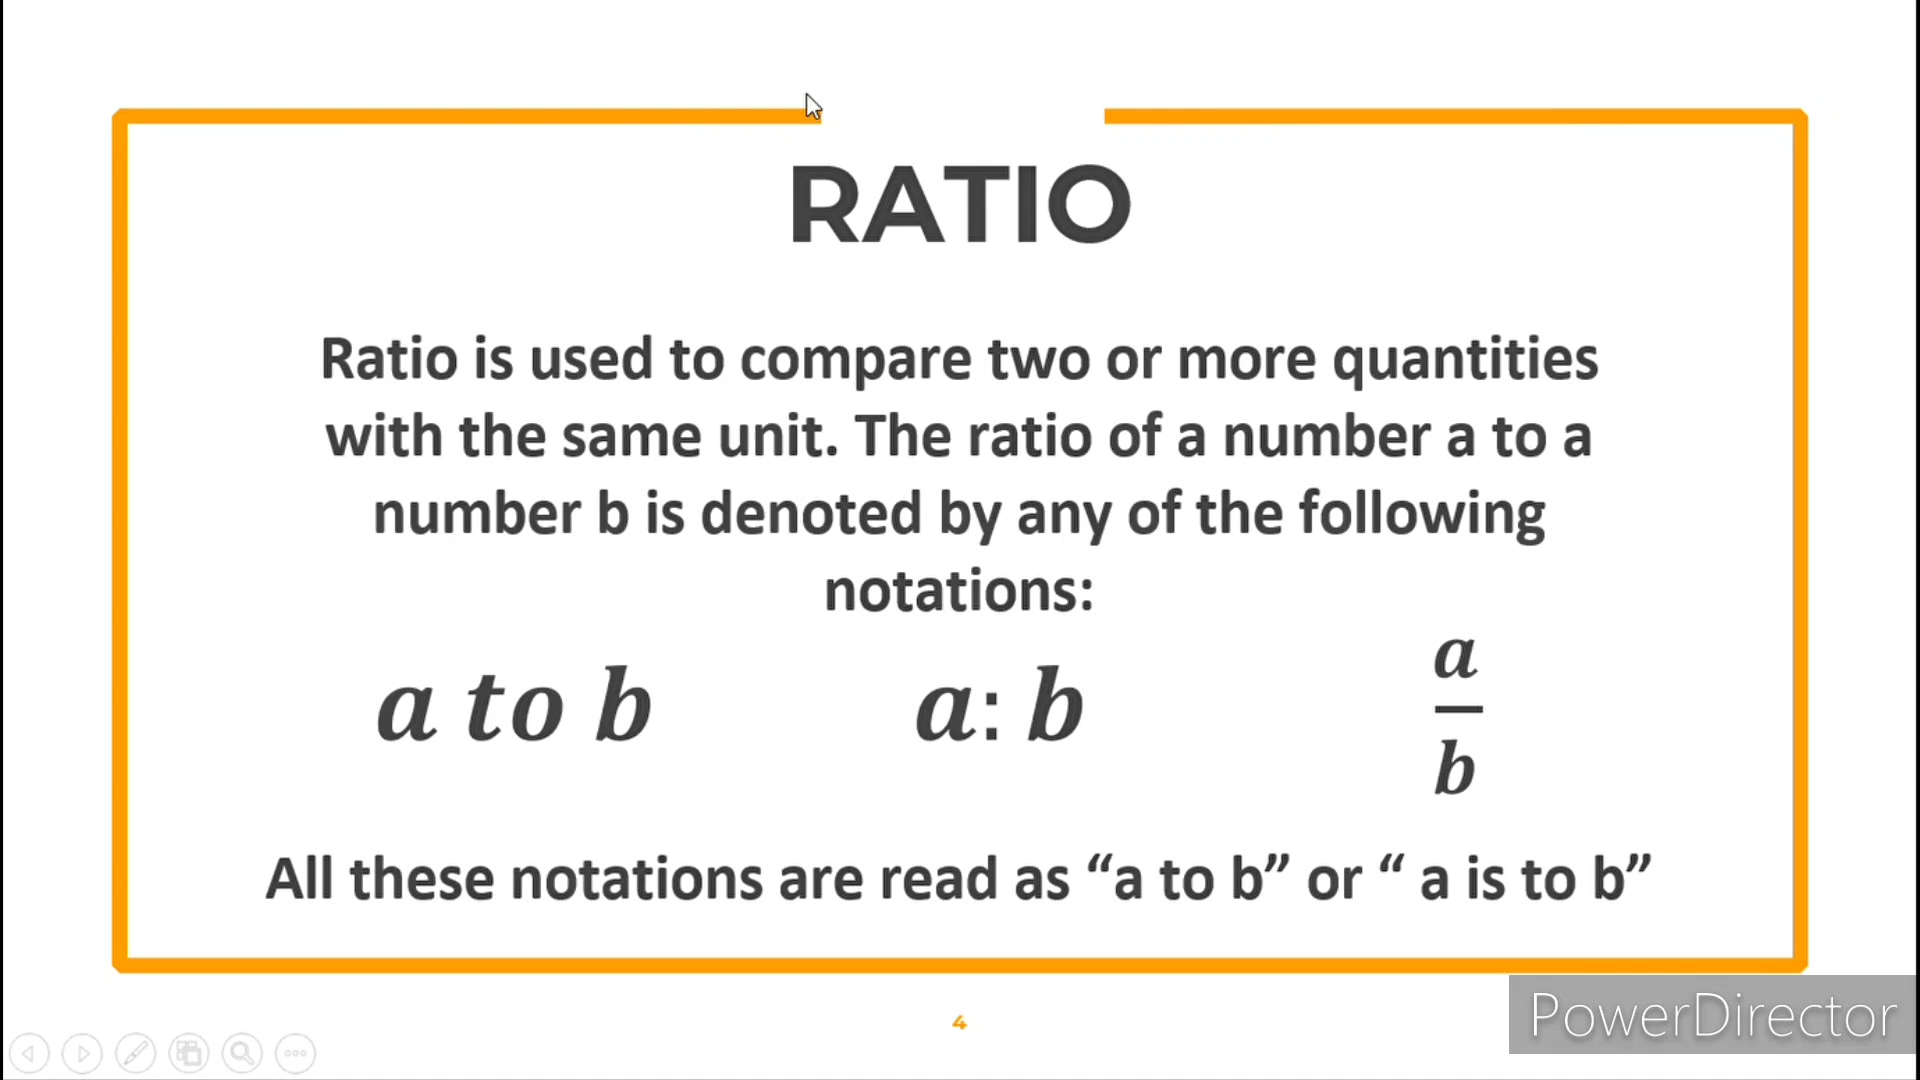 RATIO
Ratio is used to compare two or more quantities
with the same unit. The ratio of a number a to a
number b is denoted by any of the following
notations:
a to b
a: b
a
b
All these notations are read as “a to b” or “ a is to b”
4
PowerDirector